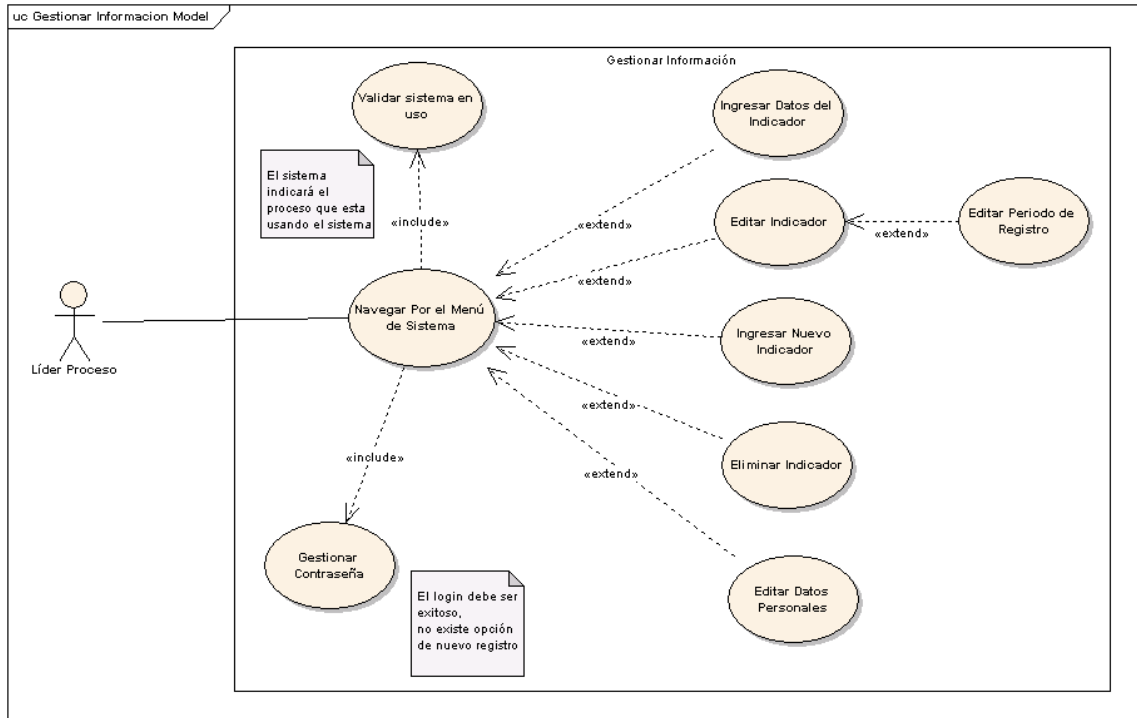 uc Gestionar Informacion Model
Gestionar Información
Validar sistema en
uso
Ingresar Datos del
Indicador
El sistema
indicará el
proceso que esta
usando el sistema
«include»
«extend»
Editar Indicador
«extend»
Editar Periodo de
Registro
«extend»
Navegar Por el Menú
de Sistema
Ingresar Nuevo
Indicador
«extend»
Líder Proceso
«extend»
«include»
Eliminar Indicador
«extend»
Gestionar
Contraseña
El login debe ser
exitoso,
no existe opción
de nuevo registro
Editar Datos
Personales